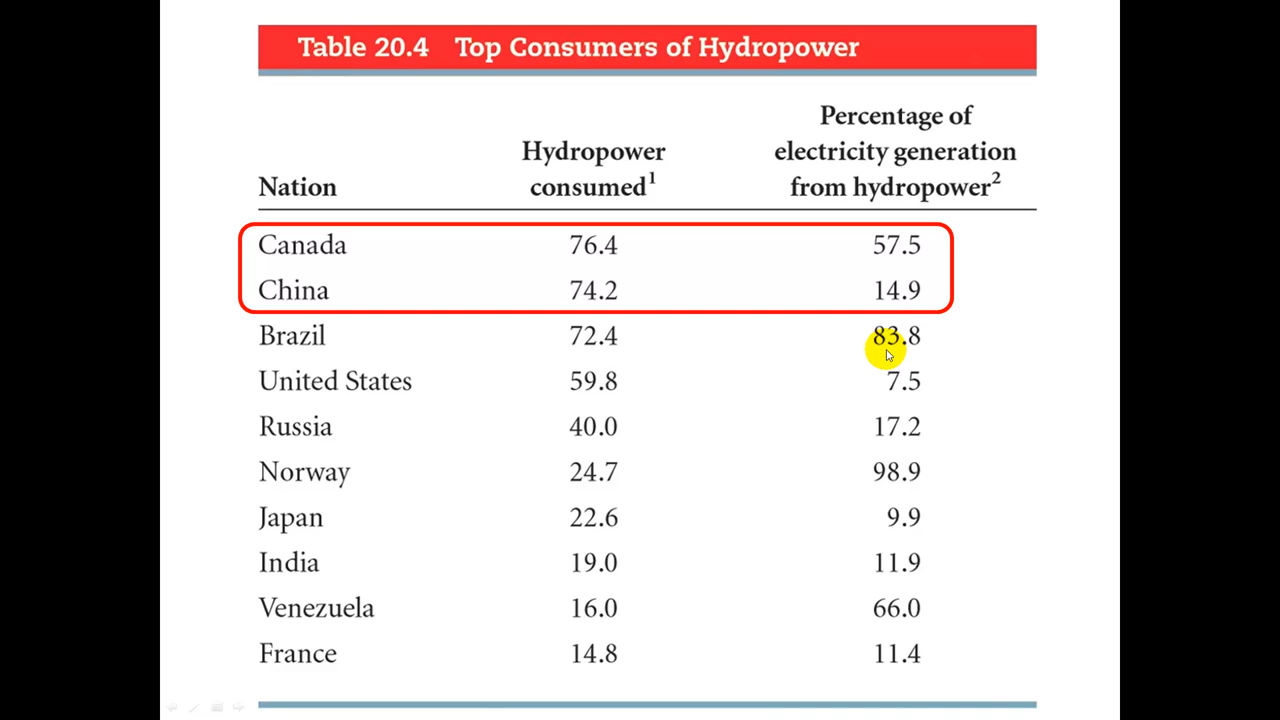 Table 20.4 Top Consumers of Hydropower
Percentage of
Hydropower electricity generation
Nation consumed¹ from hydropower²
Canada 76.4 57.5
China 74.2 14.9
Brazil 72.4 83.8
United States 59.8 7.5
Russia 40.0 17.2
Norway 24.7 98.9
Japan 22.6 9.9
India 19.0 11.9
Venezuela 16.0 66.0
France 14.8 11.4